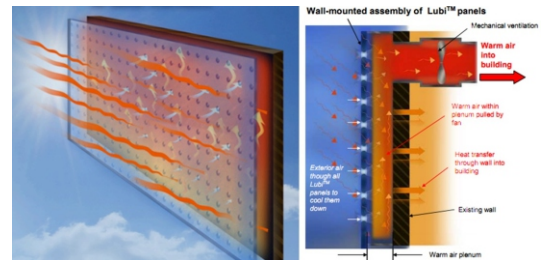 Wall-mounted assembly of Lubi™ panels
Mechanical ventilation
Warm air
into
building
Warm air within
plenum pulled by
fan
Heat transfer
through wall into
building
Exterior air
though all
Lubi™
panels to
cool them
down
Existing wall
Warm air plenum